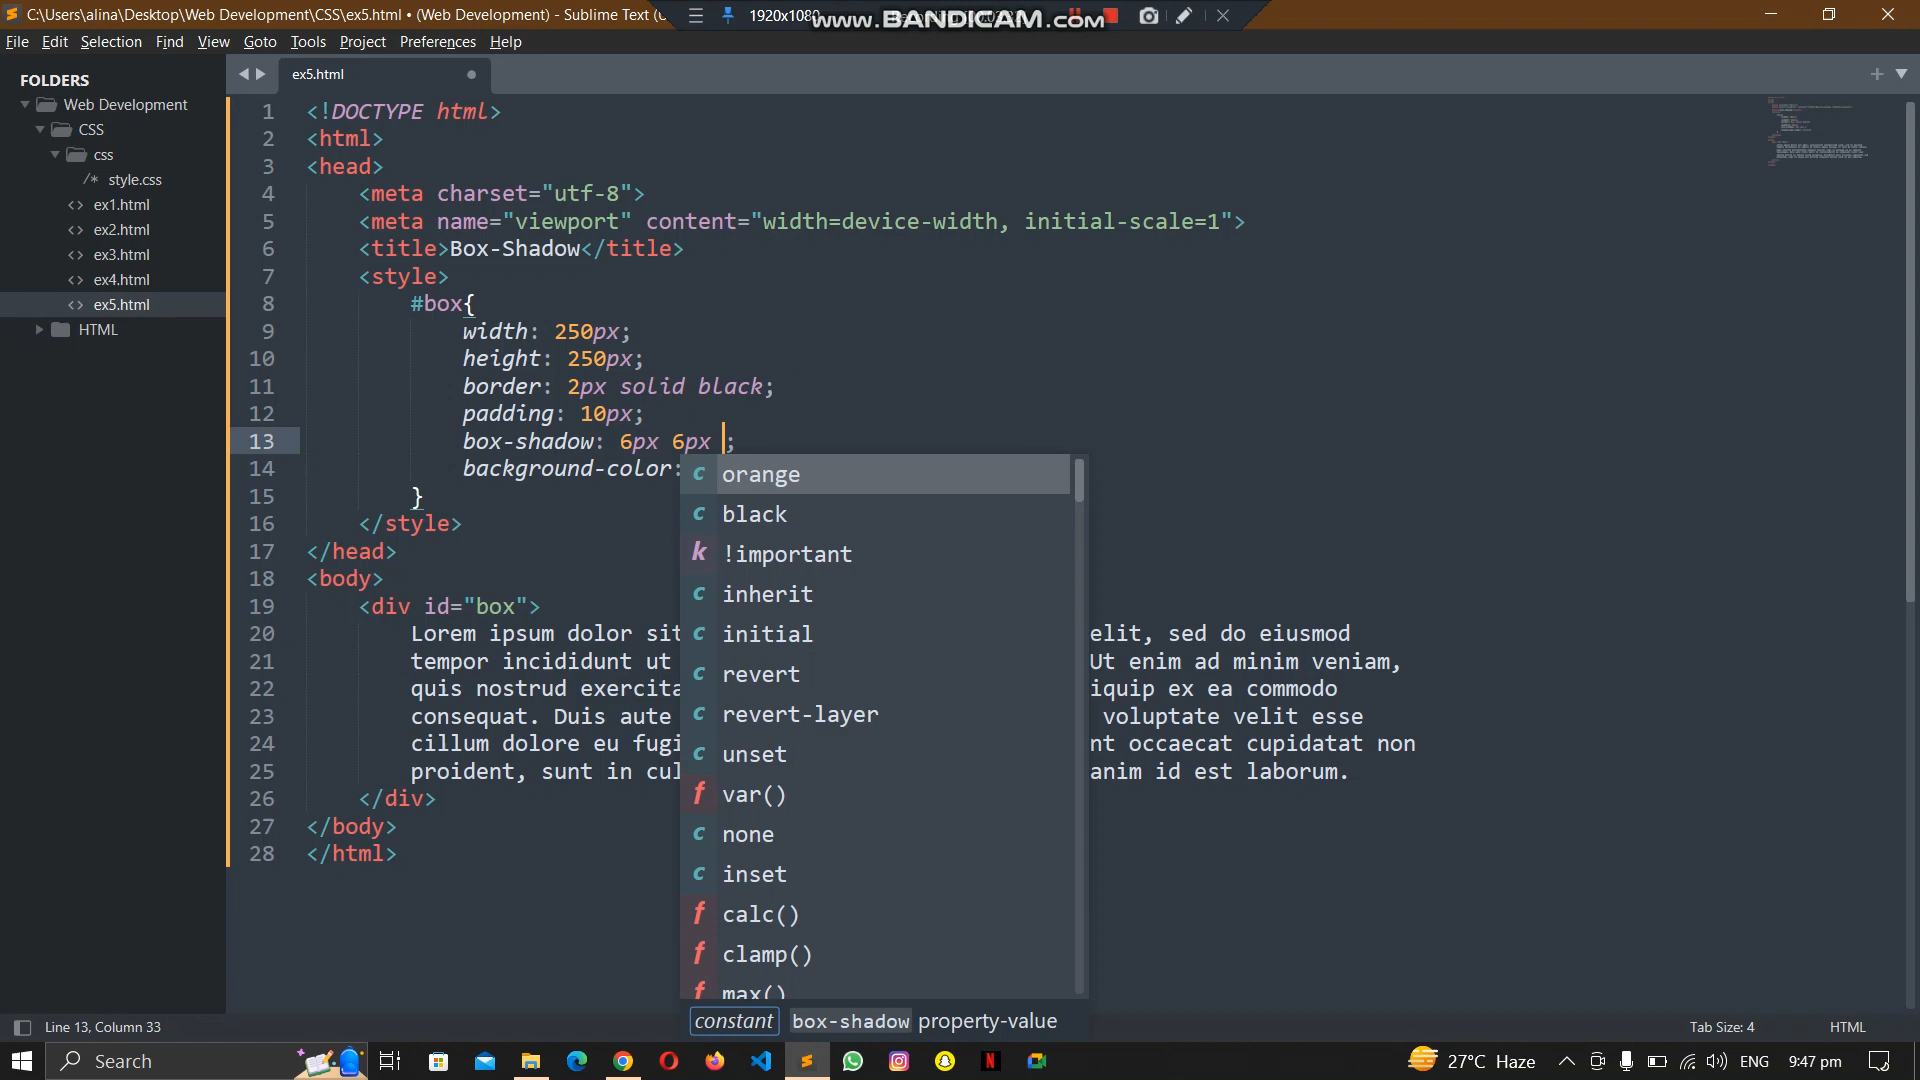 C:\Users\alina\Desktop\Web Development\CSS\ex5.html • (Web Development) - Sublime Text
1920x1080
www.BANDICAM.com
File Edit Selection Find View Goto Tools Project Preferences Help
FOLDERS
Web Development
CSS
css
/* style.css
<> ex1.html
<> ex2.html
<> ex3.html
<> ex4.html
<> ex5.html
HTML
ex5.html
1 <!DOCTYPE html>
2 <html>
3 <head>
4 <meta charset="utf-8">
5 <meta name="viewport" content="width=device-width, initial-scale=1">
6 <title>Box-Shadow</title>
7 <style>
8 #box{
9 width: 250px;
10 height: 250px;
11 border: 2px solid black;
12 padding: 10px;
13 box-shadow: 6px 6px ;
14 background-color:
15 }
16 </style>
17 </head>
18 <body>
19 <div id="box">
20 Lorem ipsum dolor sit elit, sed do eiusmod
21 tempor incididunt ut Ut enim ad minim veniam,
22 quis nostrud exercita iquip ex ea commodo
23 consequat. Duis aute voluptate velit esse
24 cillum dolore eu fugi nt occaecat cupidatat non
25 proident, sunt in cul anim id est laborum.
26 </div>
27 </body>
28 </html>
c orange
c black
k !important
c inherit
c initial
c revert
c revert-layer
c unset
f var()
c none
c inset
f calc()
f clamp()
f max()
constant box-shadow property-value
Line 13, Column 33
Tab Size: 4
HTML
Search
27°C Haze
ENG
9:47 pm